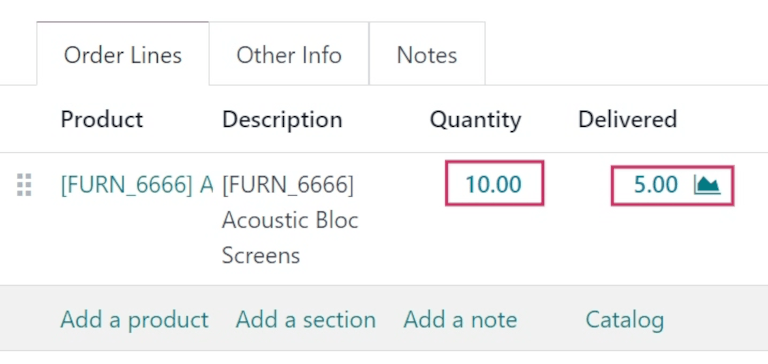 Order Lines Other Info Notes
Product Description Quantity Delivered
[FURN_6666] A [FURN_6666] 10.00 5.00
Acoustic Bloc
Screens
Add a product Add a section Add a note Catalog